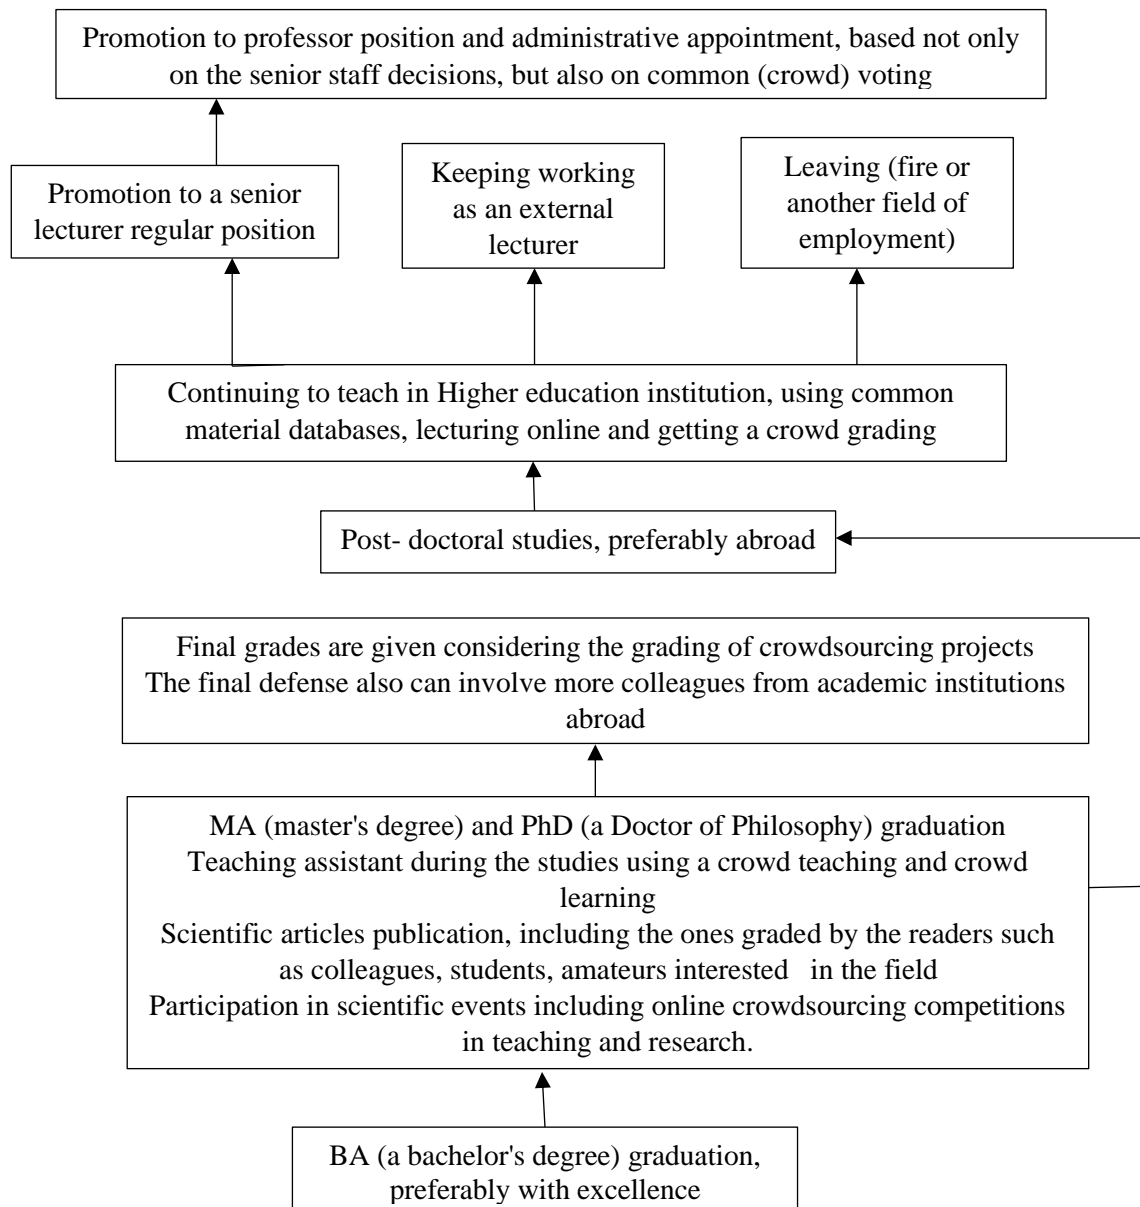 Promotion to professor position and administrative appointment, based not only
on the senior staff decisions, but also on common (crowd) voting
Promotion to a senior
lecturer regular position
Keeping working
as an external
lecturer
Leaving (fire or
another field of
employment)
Continuing to teach in Higher education institution, using common
material databases, lecturing online and getting a crowd grading
Post- doctoral studies, preferably abroad
Final grades are given considering the grading of crowdsourcing projects
The final defense also can involve more colleagues from academic institutions
abroad
MA (master's degree) and PhD (a Doctor of Philosophy) graduation
Teaching assistant during the studies using a crowd teaching and crowd
learning
Scientific articles publication, including the ones graded by the readers such
as colleagues, students, amateurs interested in the field
Participation in scientific events including online crowdsourcing competitions
in teaching and research.
BA (a bachelor's degree) graduation,
preferably with excellence